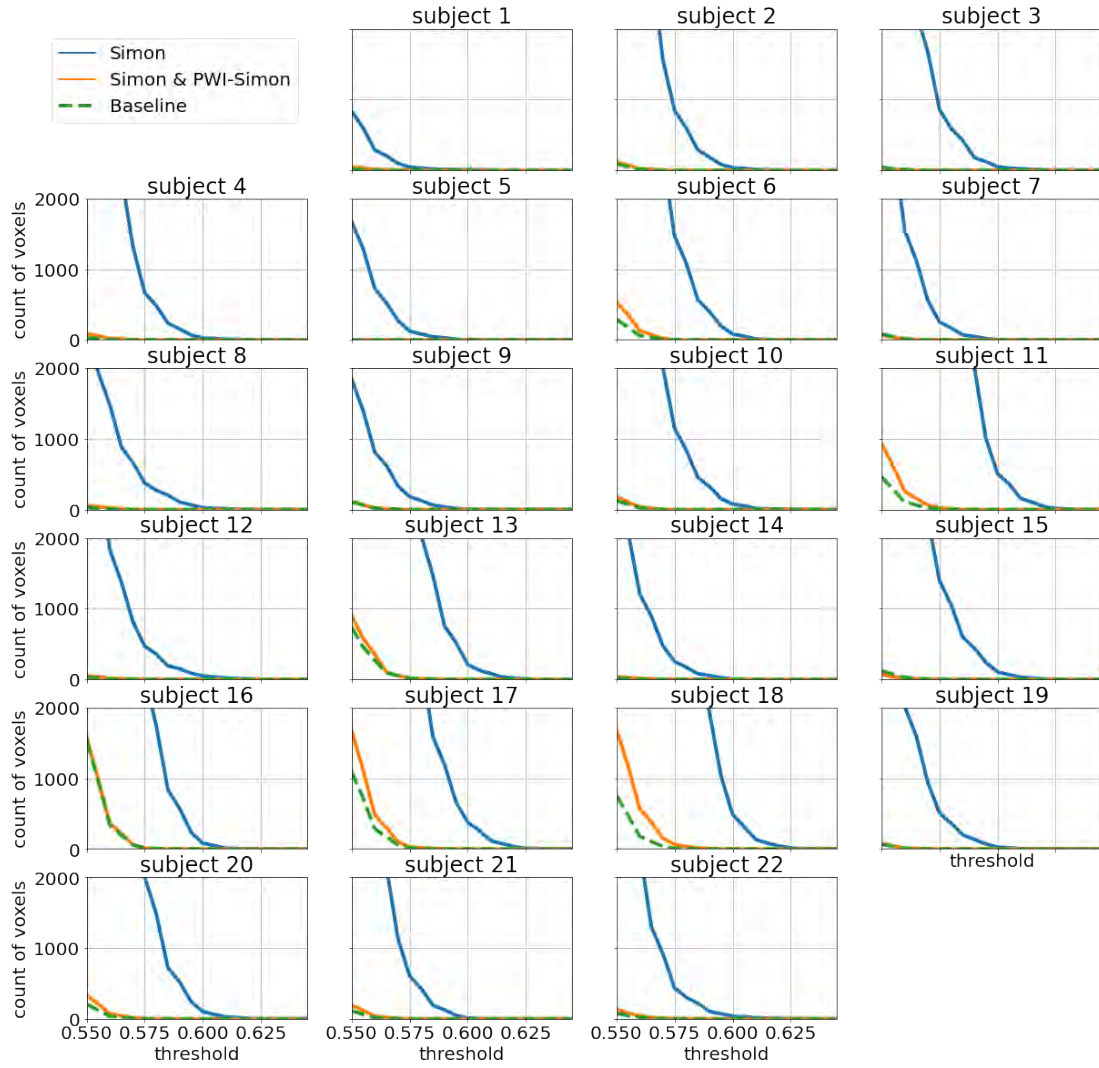 subject 1
subject 2
subject 3
Simon
Simon & PWI-Simon
Baseline
subject 4
subject 5
subject 6
subject 7
2000
1000
0
count of voxels
subject 8
subject 9
subject 10
subject 11
2000
1000
0
count of voxels
subject 12
subject 13
subject 14
subject 15
2000
1000
0
count of voxels
subject 16
subject 17
subject 18
subject 19
2000
1000
0
count of voxels
threshold
subject 20
subject 21
subject 22
2000
1000
0
count of voxels
0.550 0.575 0.600 0.625
0.550 0.575 0.600 0.625
0.550 0.575 0.600 0.625
threshold
threshold
threshold